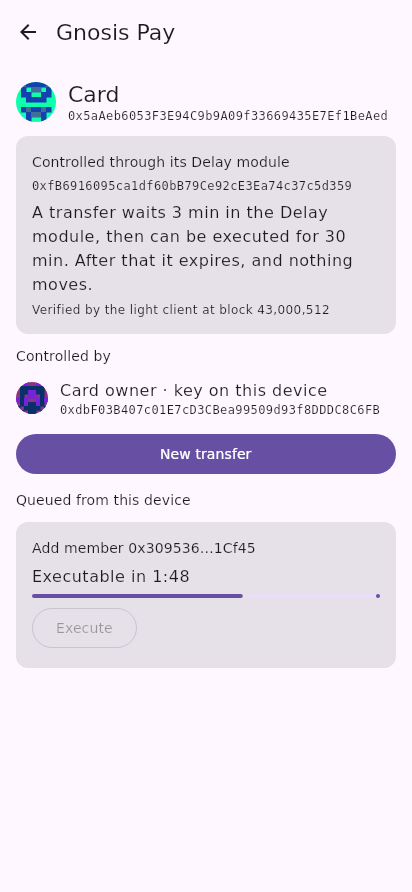 Gnosis Pay
Card
0x5aAeb6053F3E94C9b9A09f33669435E7Ef1BeAed
Controlled through its Delay module
0xfB6916095ca1df60bB79Ce92cE3Ea74c37c5d359
A transfer waits 3 min in the Delay
module, then can be executed for 30
min. After that it expires, and nothing
moves.
Verified by the light client at block 43,000,517
Controlled by
Card owner · key on this device
0xdbF03B407c01E7cD3CBea99509d93f8DDDC8C6FB
New transfer
Queued from this device
Add member 0x309536…1Cf45
Executable in 1:48
Execute